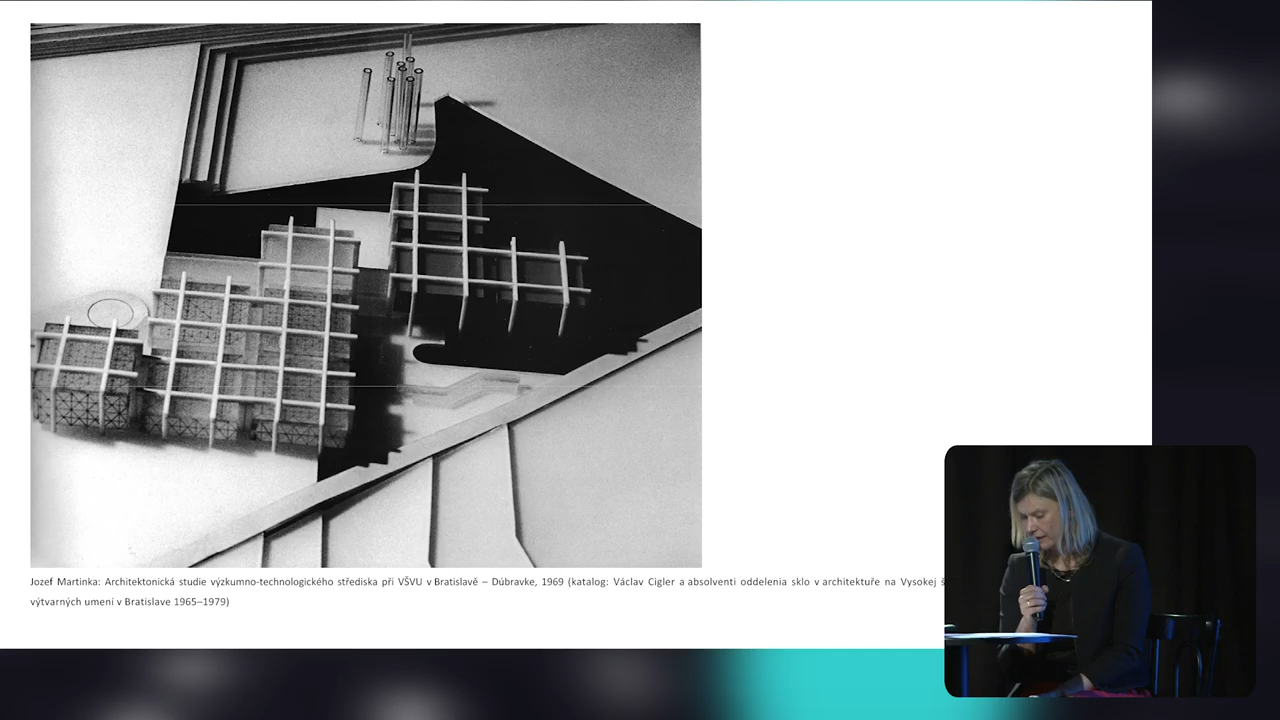 Jozef Martinka: Architektonická studie výzkumno-technologického střediska při VŠVU v Bratislavě – Dúbravke, 1969 (katalog: Václav Cigler a absolventi oddelenia sklo v architektuře na Vysokej
výtvarných umení v Bratislave 1965–1979)